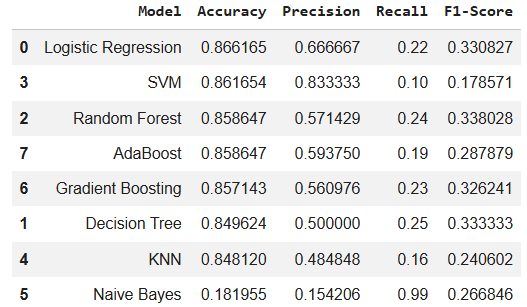 Model Accuracy Precision Recall F1-Score
0 Logistic Regression 0.866165 0.666667 0.22 0.330827
3 SVM 0.861654 0.833333 0.10 0.178571
2 Random Forest 0.858647 0.571429 0.24 0.338028
7 AdaBoost 0.858647 0.593750 0.19 0.287879
6 Gradient Boosting 0.857143 0.560976 0.23 0.326241
1 Decision Tree 0.849624 0.500000 0.25 0.333333
4 KNN 0.848120 0.484848 0.16 0.240602
5 Naive Bayes 0.181955 0.154206 0.99 0.266846